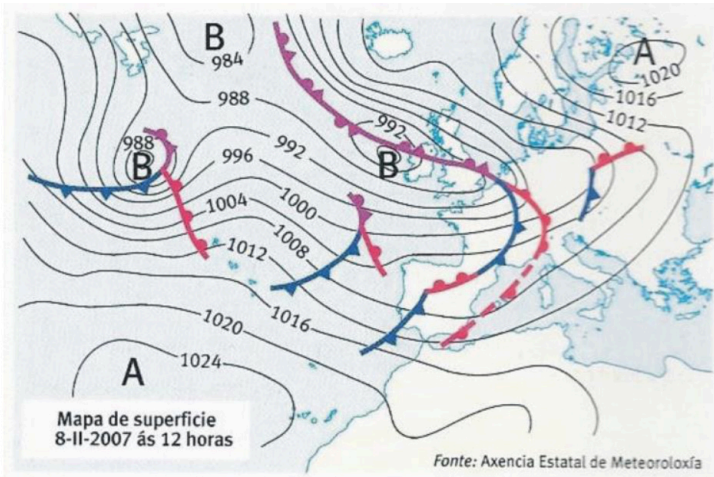 B
984
988
988
B
992
996
1000
1004
1008
1012
1016
1020
1024
A
992
B
A
1020
1016
1012
Mapa de superficie
8-II-2007 ás 12 horas
Fonte: Axencia Estatal de Meteoroloxía